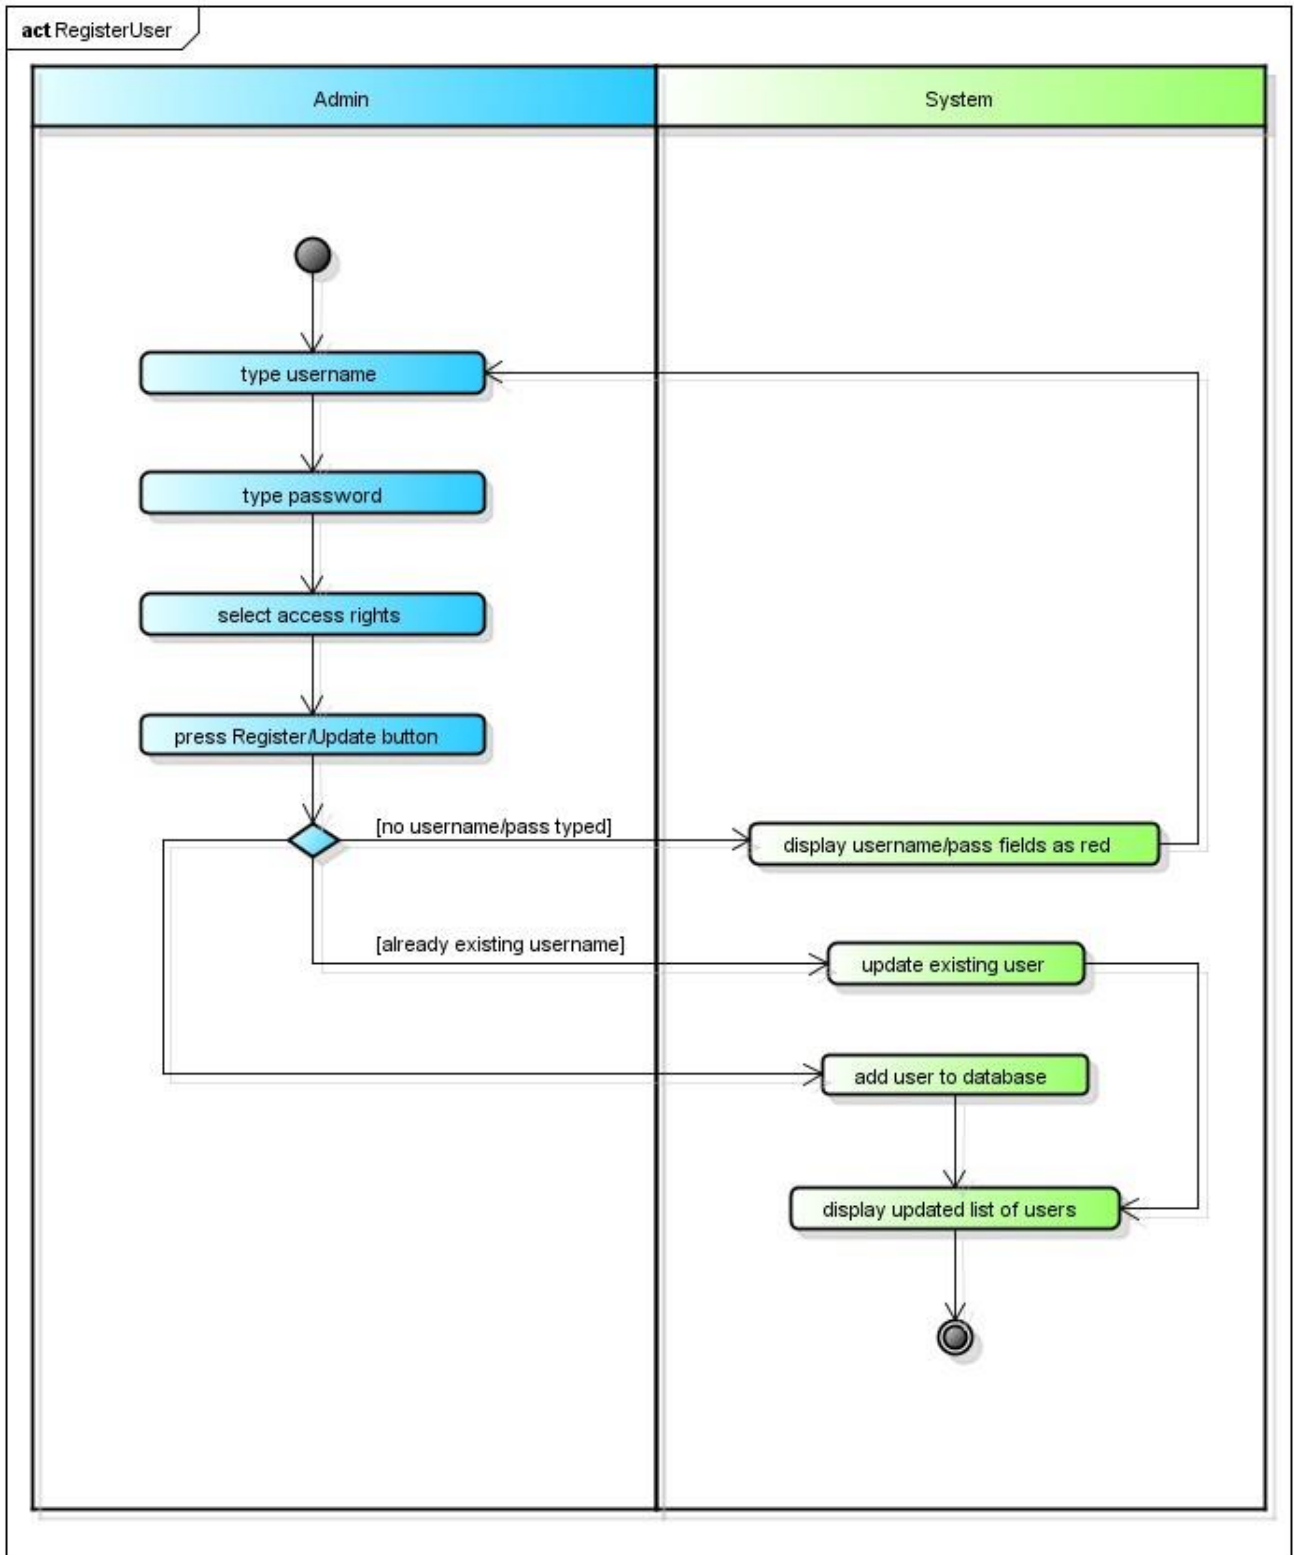 act RegisterUser
Admin
System
type username
type password
select access rights
press Register/Update button
[no username/pass typed]
display username/pass fields as red
[already existing username]
update existing user
add user to database
display updated list of users